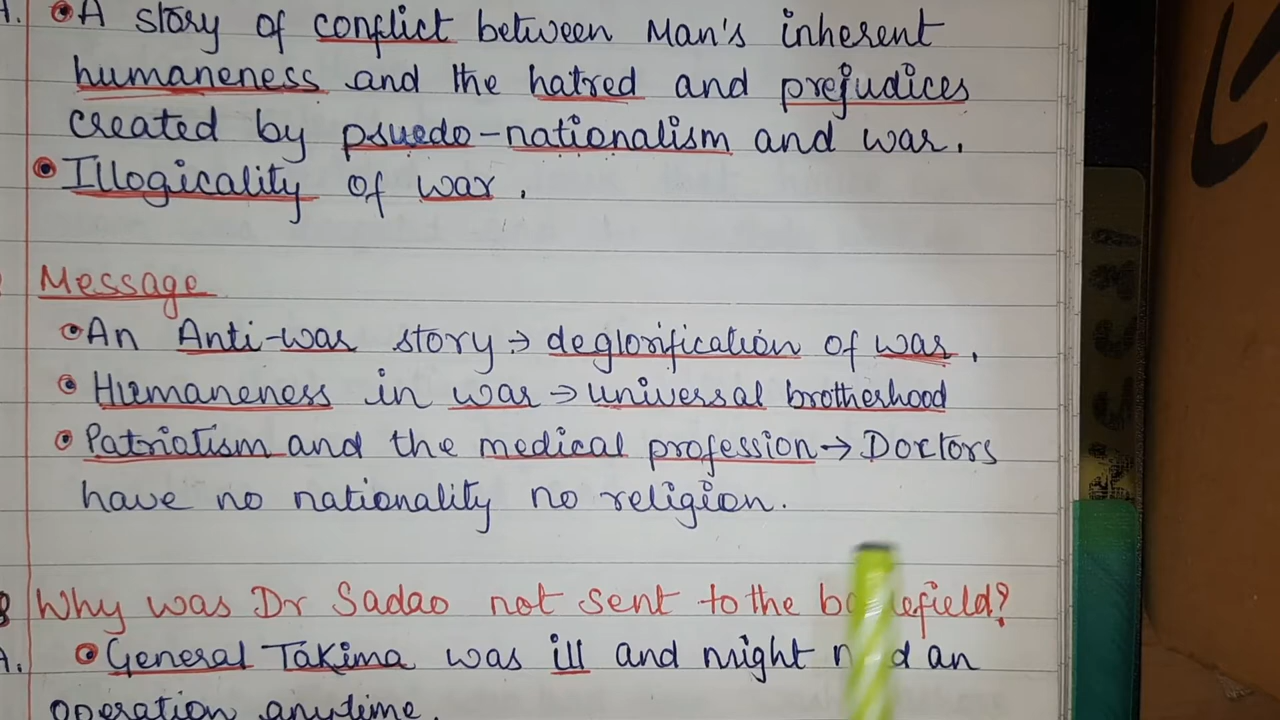 A. A story of conflict between Man's inherent
humaneness and the hatred and prejudices
created by psuedo-nationalism and war.
Illogicality of war.
Message
An Anti-war story → deglorification of war.
Humaneness in war → universal brotherhood
Patriotism and the medical profession → Doctors
have no nationality no religion.
Why was Dr Sadao not sent to the
A. General Takima was ill and might an
operation anytime.